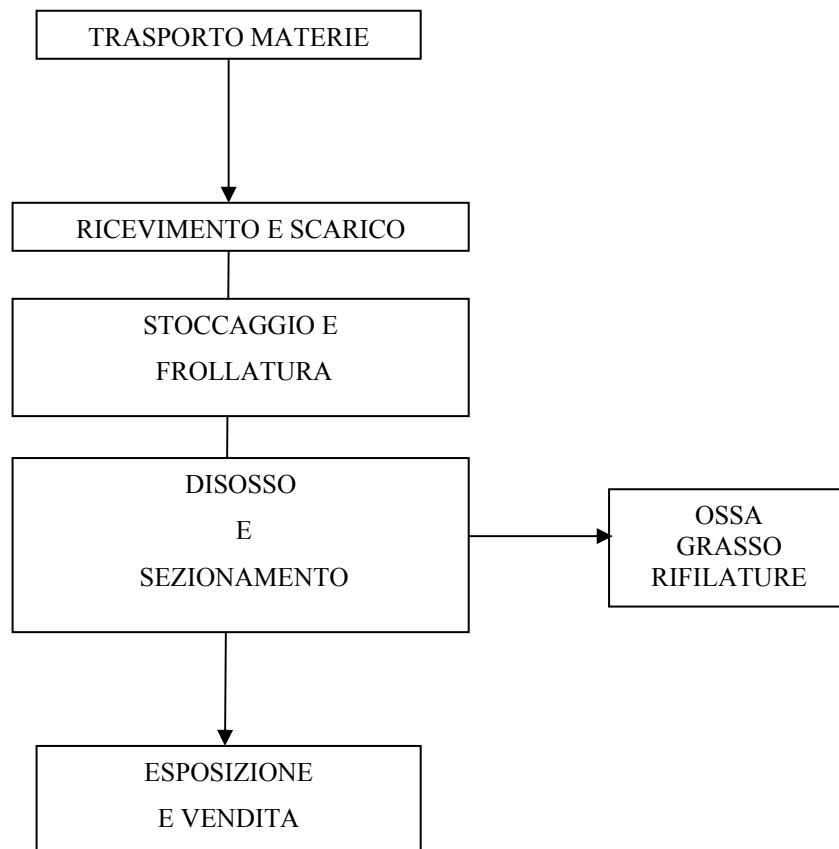 TRASPORTO MATERIE
RICEVIMENTO E SCARICO
STOCCAGGIO E
FROLLATURA
DISOSSO
E
SEZIONAMENTO
OSSA
GRASSO
RIFILATURE
ESPOSIZIONE
E VENDITA